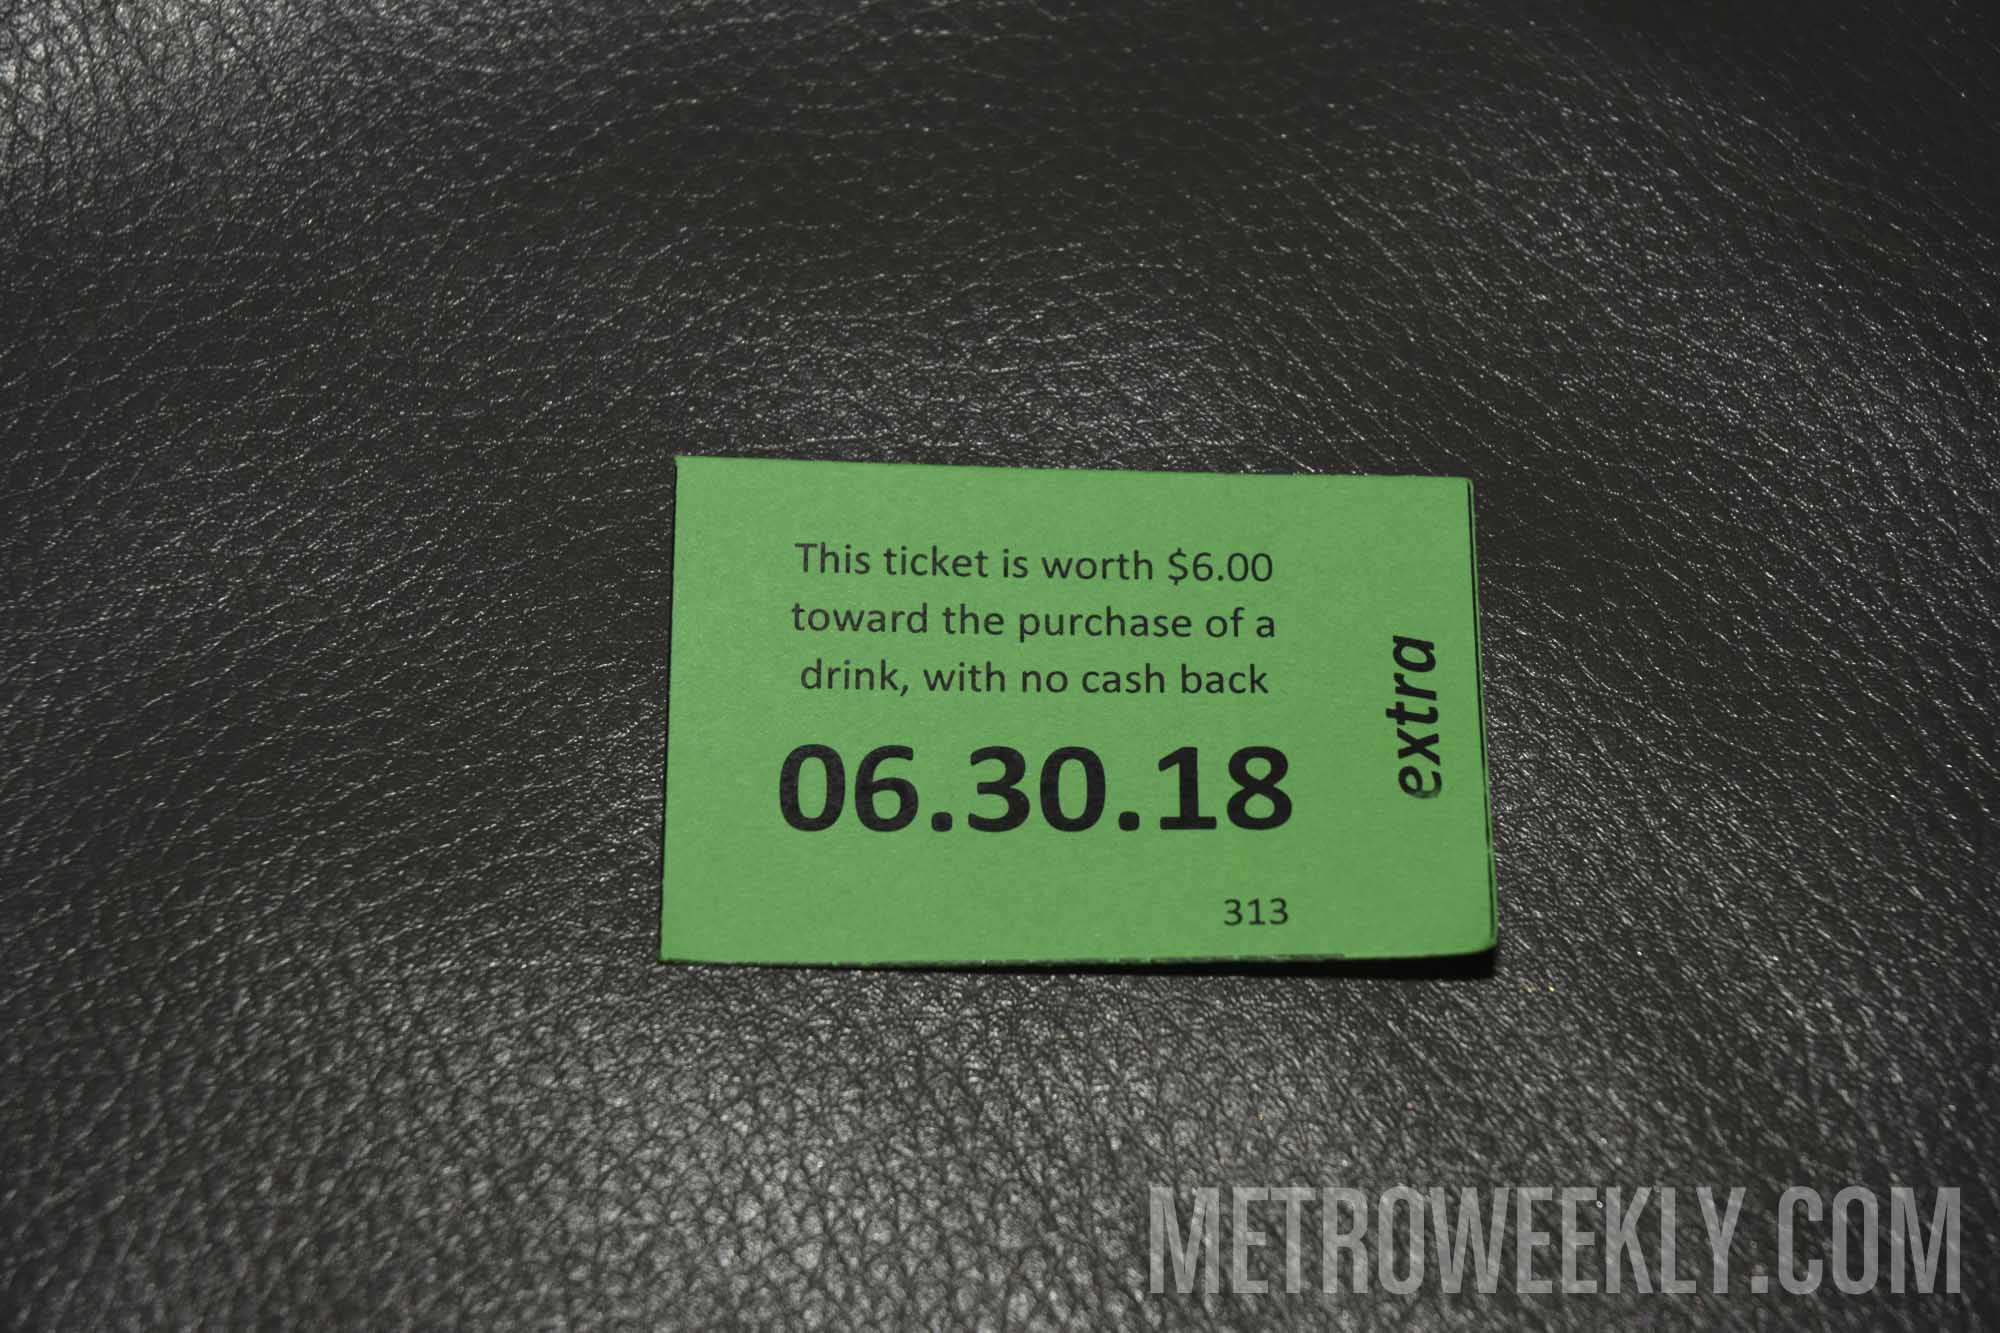 This ticket is worth $6.00
toward the purchase of a
drink, with no cash back
06.30.18
313
extra
METROWEEKLY.COM